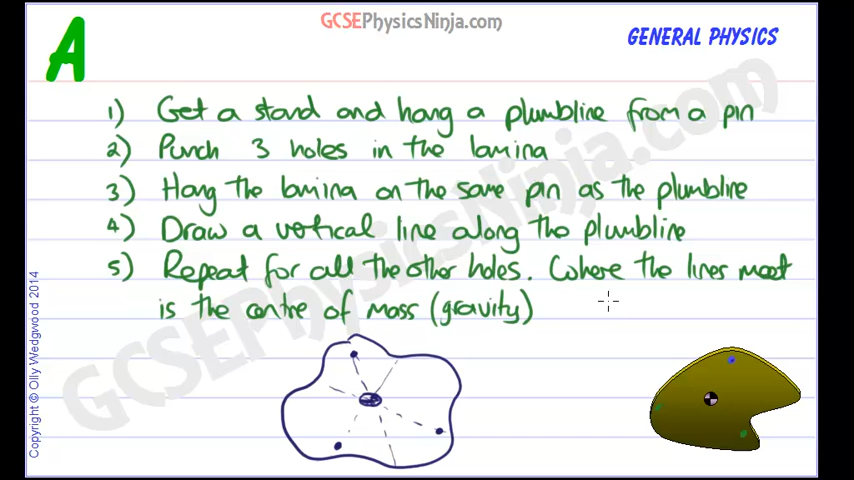 GCSEPhysicsNinja.com
A
GENERAL PHYSICS
1) Get a stand and hang a plumbline from a pin
2) Punch 3 holes in the lamina
3) Hang the lamina on the same pin as the plumbline
4) Draw a vertical line along the plumbline
5) Repeat for all the other holes. Where the lines meet
is the centre of mass (gravity)
GCSEPhysicsNinja.com
Copyright © Olly Wedgwood 2014